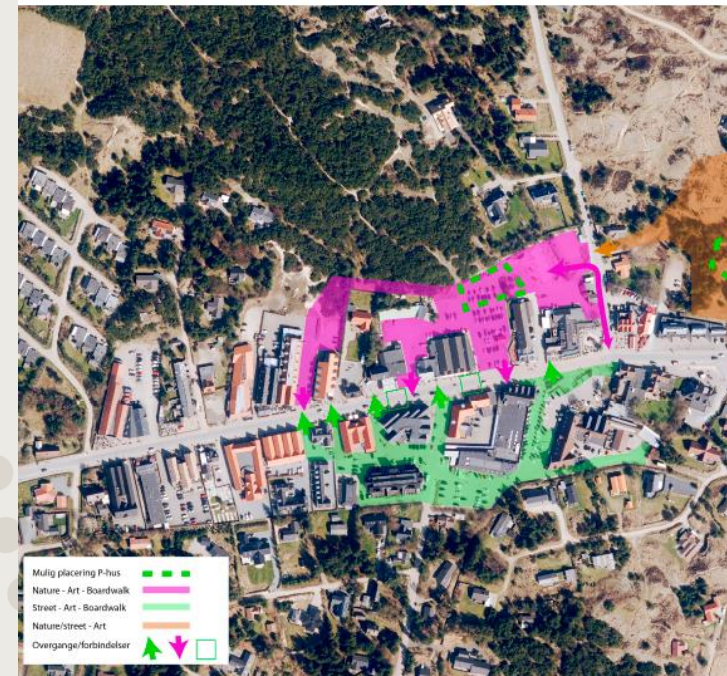 Mulig placering P-hus
Nature - Art - Boardwalk
Street - Art - Boardwalk
Nature/street - Art
Overgange/forbindelser